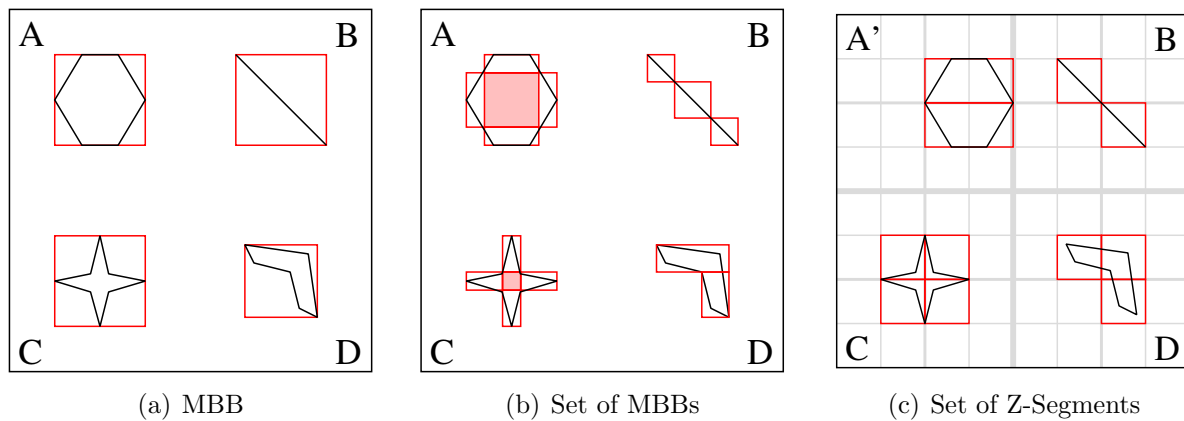 A B A B A’ B
C D C D C D
(a) MBB (b) Set of MBBs (c) Set of Z-Segments